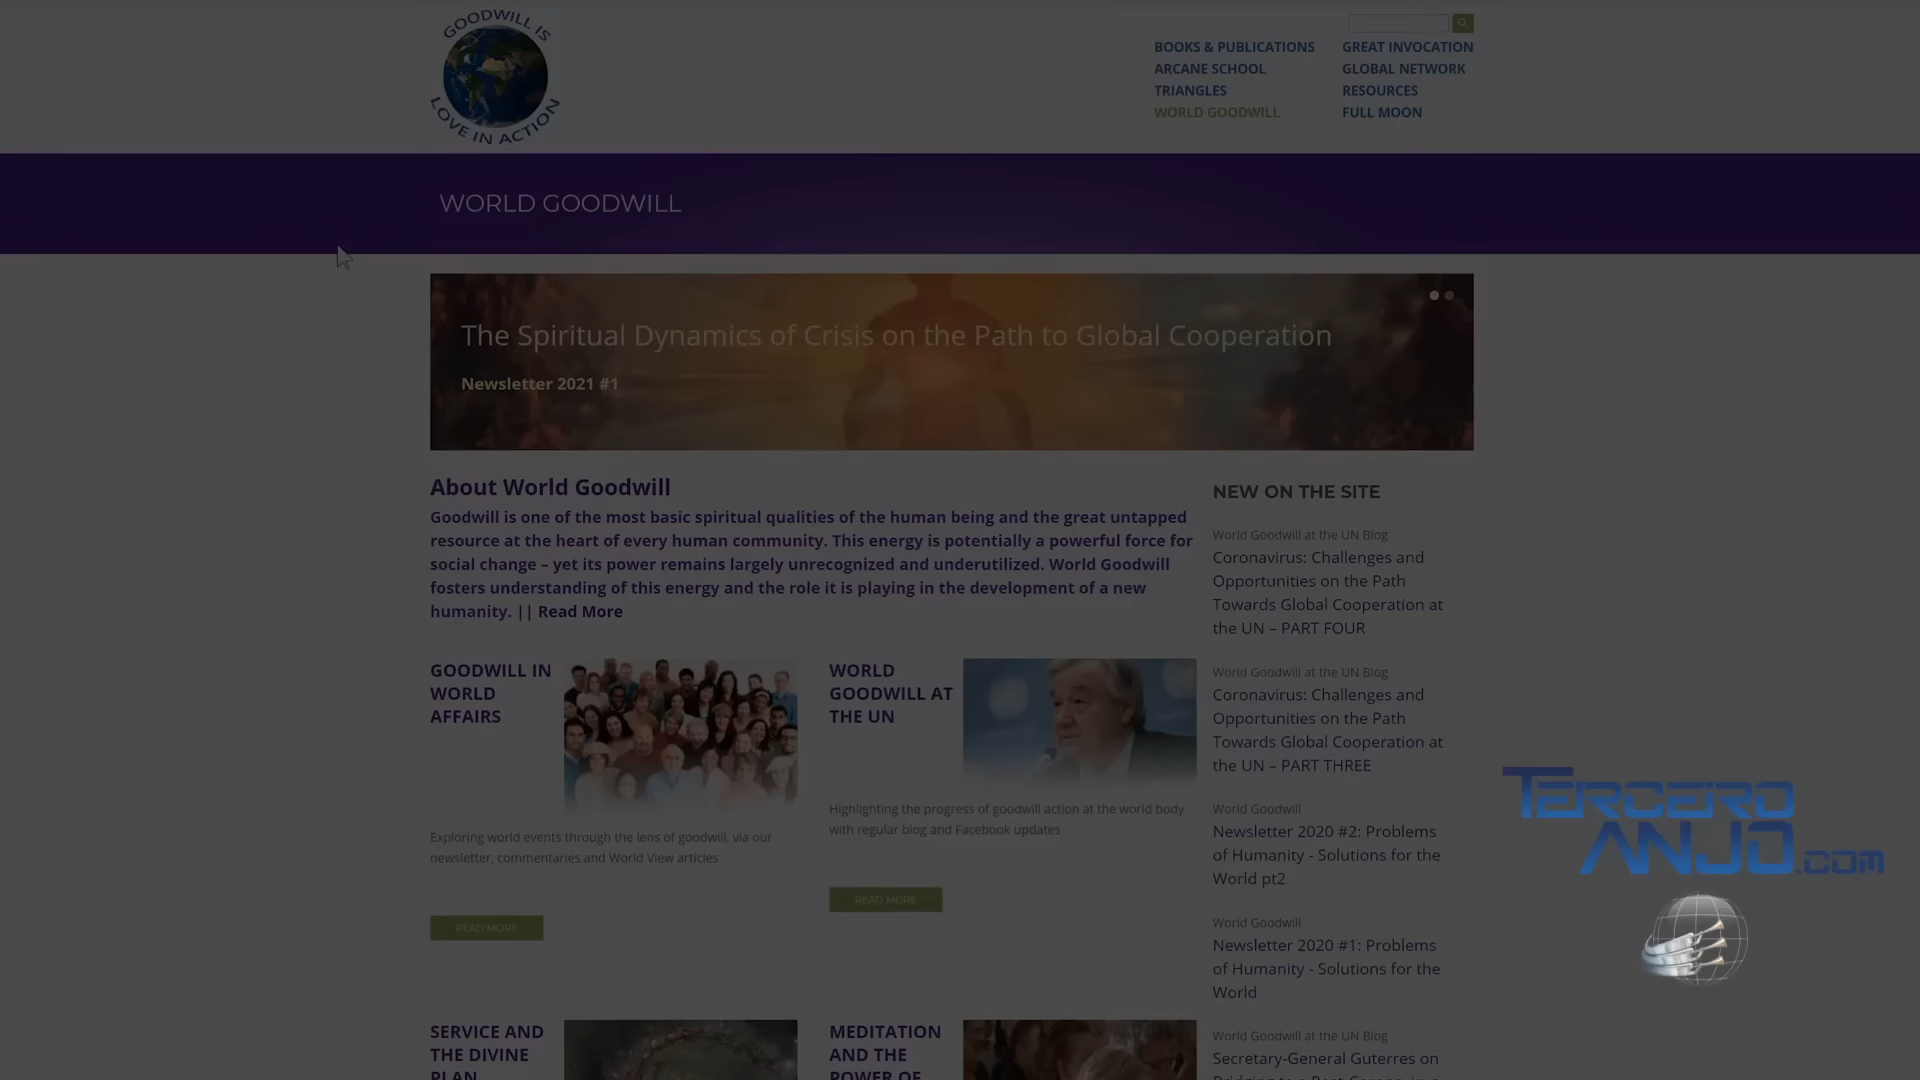 GOODWILL IS
LOVE IN ACTION
BOOKS & PUBLICATIONS
ARCANE SCHOOL
TRIANGLES
WORLD GOODWILL
GREAT INVOCATION
GLOBAL NETWORK
RESOURCES
FULL MOON
WORLD GOODWILL
The Spiritual Dynamics of Crisis on the Path to Global Cooperation
Newsletter 2021 #1
About World Goodwill
Goodwill is one of the most basic spiritual qualities of the human being and the great untapped
resource at the heart of every human community. This energy is potentially a powerful force for
social change – yet its power remains largely unrecognized and underutilized. World Goodwill
fosters understanding of this energy and the role it is playing in the development of a new
humanity. || Read More
GOODWILL IN
WORLD
AFFAIRS
Exploring world events through the lens of goodwill, via our
newsletter, commentaries and World View articles
READ MORE
WORLD
GOODWILL AT
THE UN
Highlighting the progress of goodwill action at the world body
with regular blog and Facebook updates
READ MORE
SERVICE AND
THE DIVINE
PLAN
MEDITATION
AND THE
POWER OF
NEW ON THE SITE
World Goodwill at the UN Blog
Coronavirus: Challenges and
Opportunities on the Path
Towards Global Cooperation at
the UN – PART FOUR
World Goodwill at the UN Blog
Coronavirus: Challenges and
Opportunities on the Path
Towards Global Cooperation at
the UN – PART THREE
World Goodwill
Newsletter 2020 #2: Problems
of Humanity - Solutions for the
World pt2
World Goodwill
Newsletter 2020 #1: Problems
of Humanity - Solutions for the
World
World Goodwill at the UN Blog
Secretary-General Guterres on
TERCEIRO
ANJO.COM